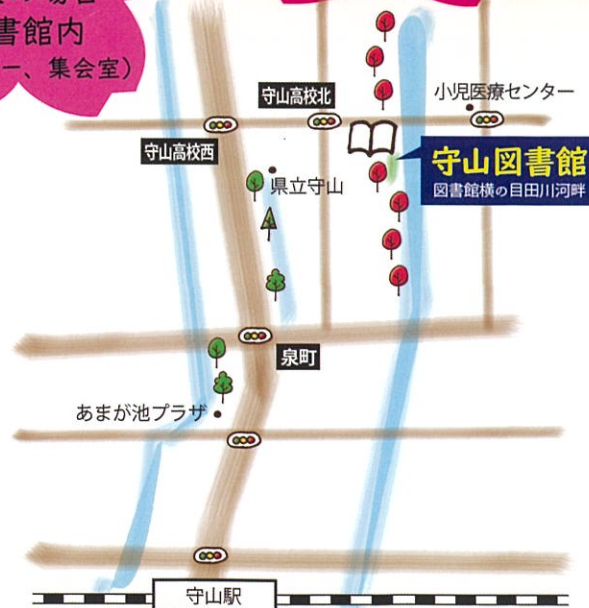 書館内
ー、集会室）
守山高校北
小児医療センター
守山高校西
守山図書館
図書館横の目田川河畔
県立守山
泉町
あまが池プラザ
守山駅